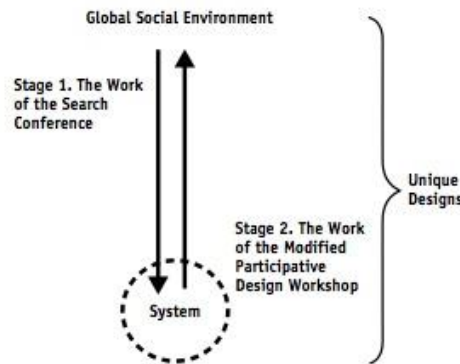 Global Social Environment
Stage 1. The Work
of the Search
Conference
Unique
Designs
Stage 2. The Work
of the Modified
Participative
Design Workshop
System